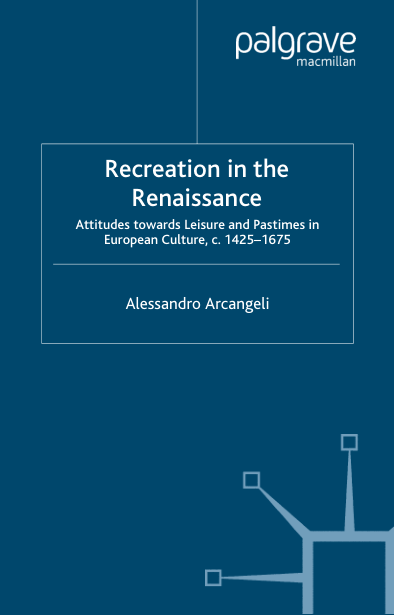 palgrave
macmillan
Recreation in the
Renaissance
Attitudes towards Leisure and Pastimes in
European Culture, c. 1425–1675
Alessandro Arcangeli